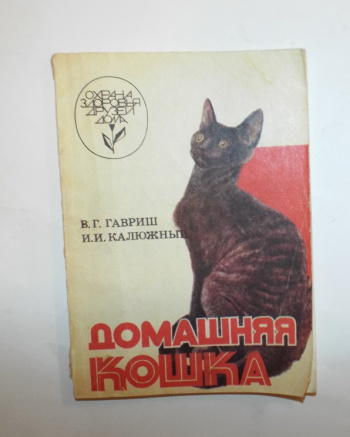 ОХРАНА
ЗДОРОВЬЯ
ДРУЗЕЙ
ДОМА
В. Г. ГАВРИШ
И. И. КАЛЮЖНЫЙ
ДОМАШНЯЯ
КОШКА